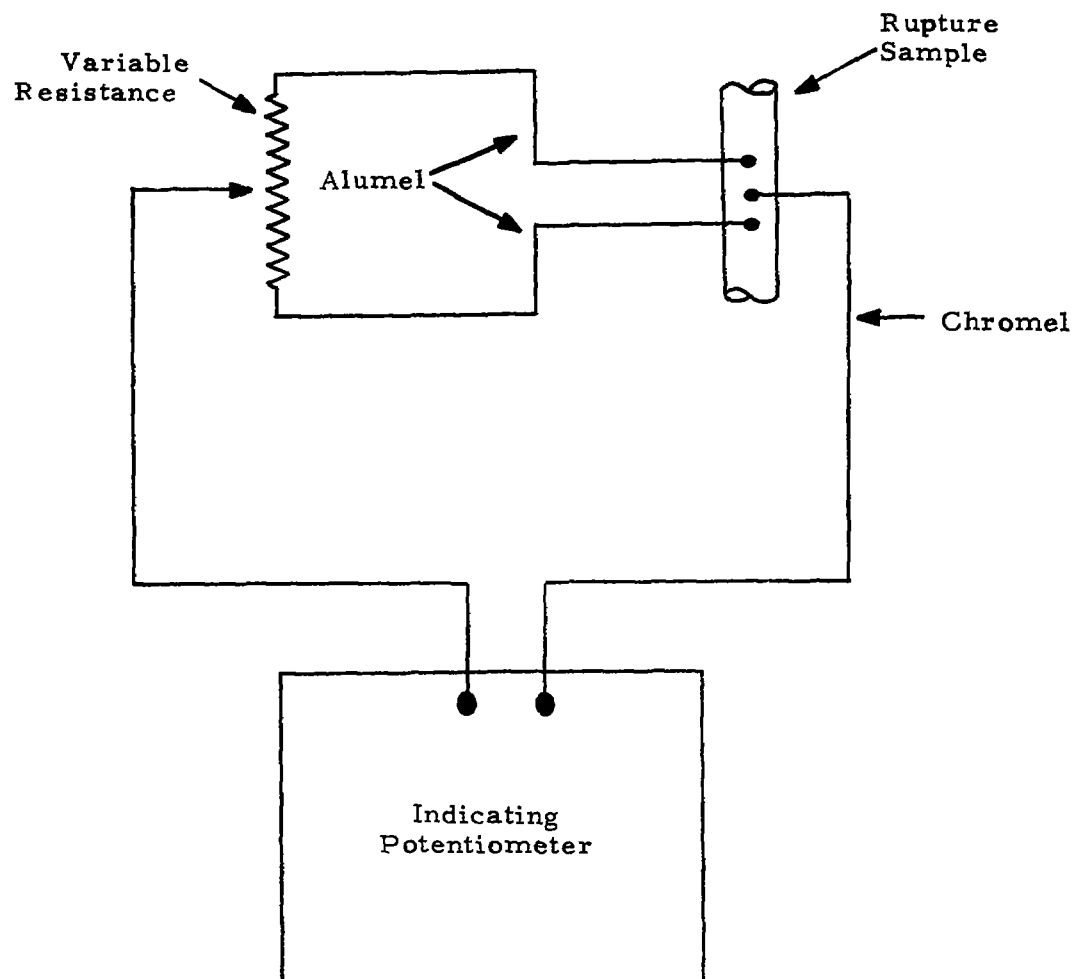 Rupture
Sample
Variable
Resistance
Alumel
Chromel
Indicating
Potentiometer